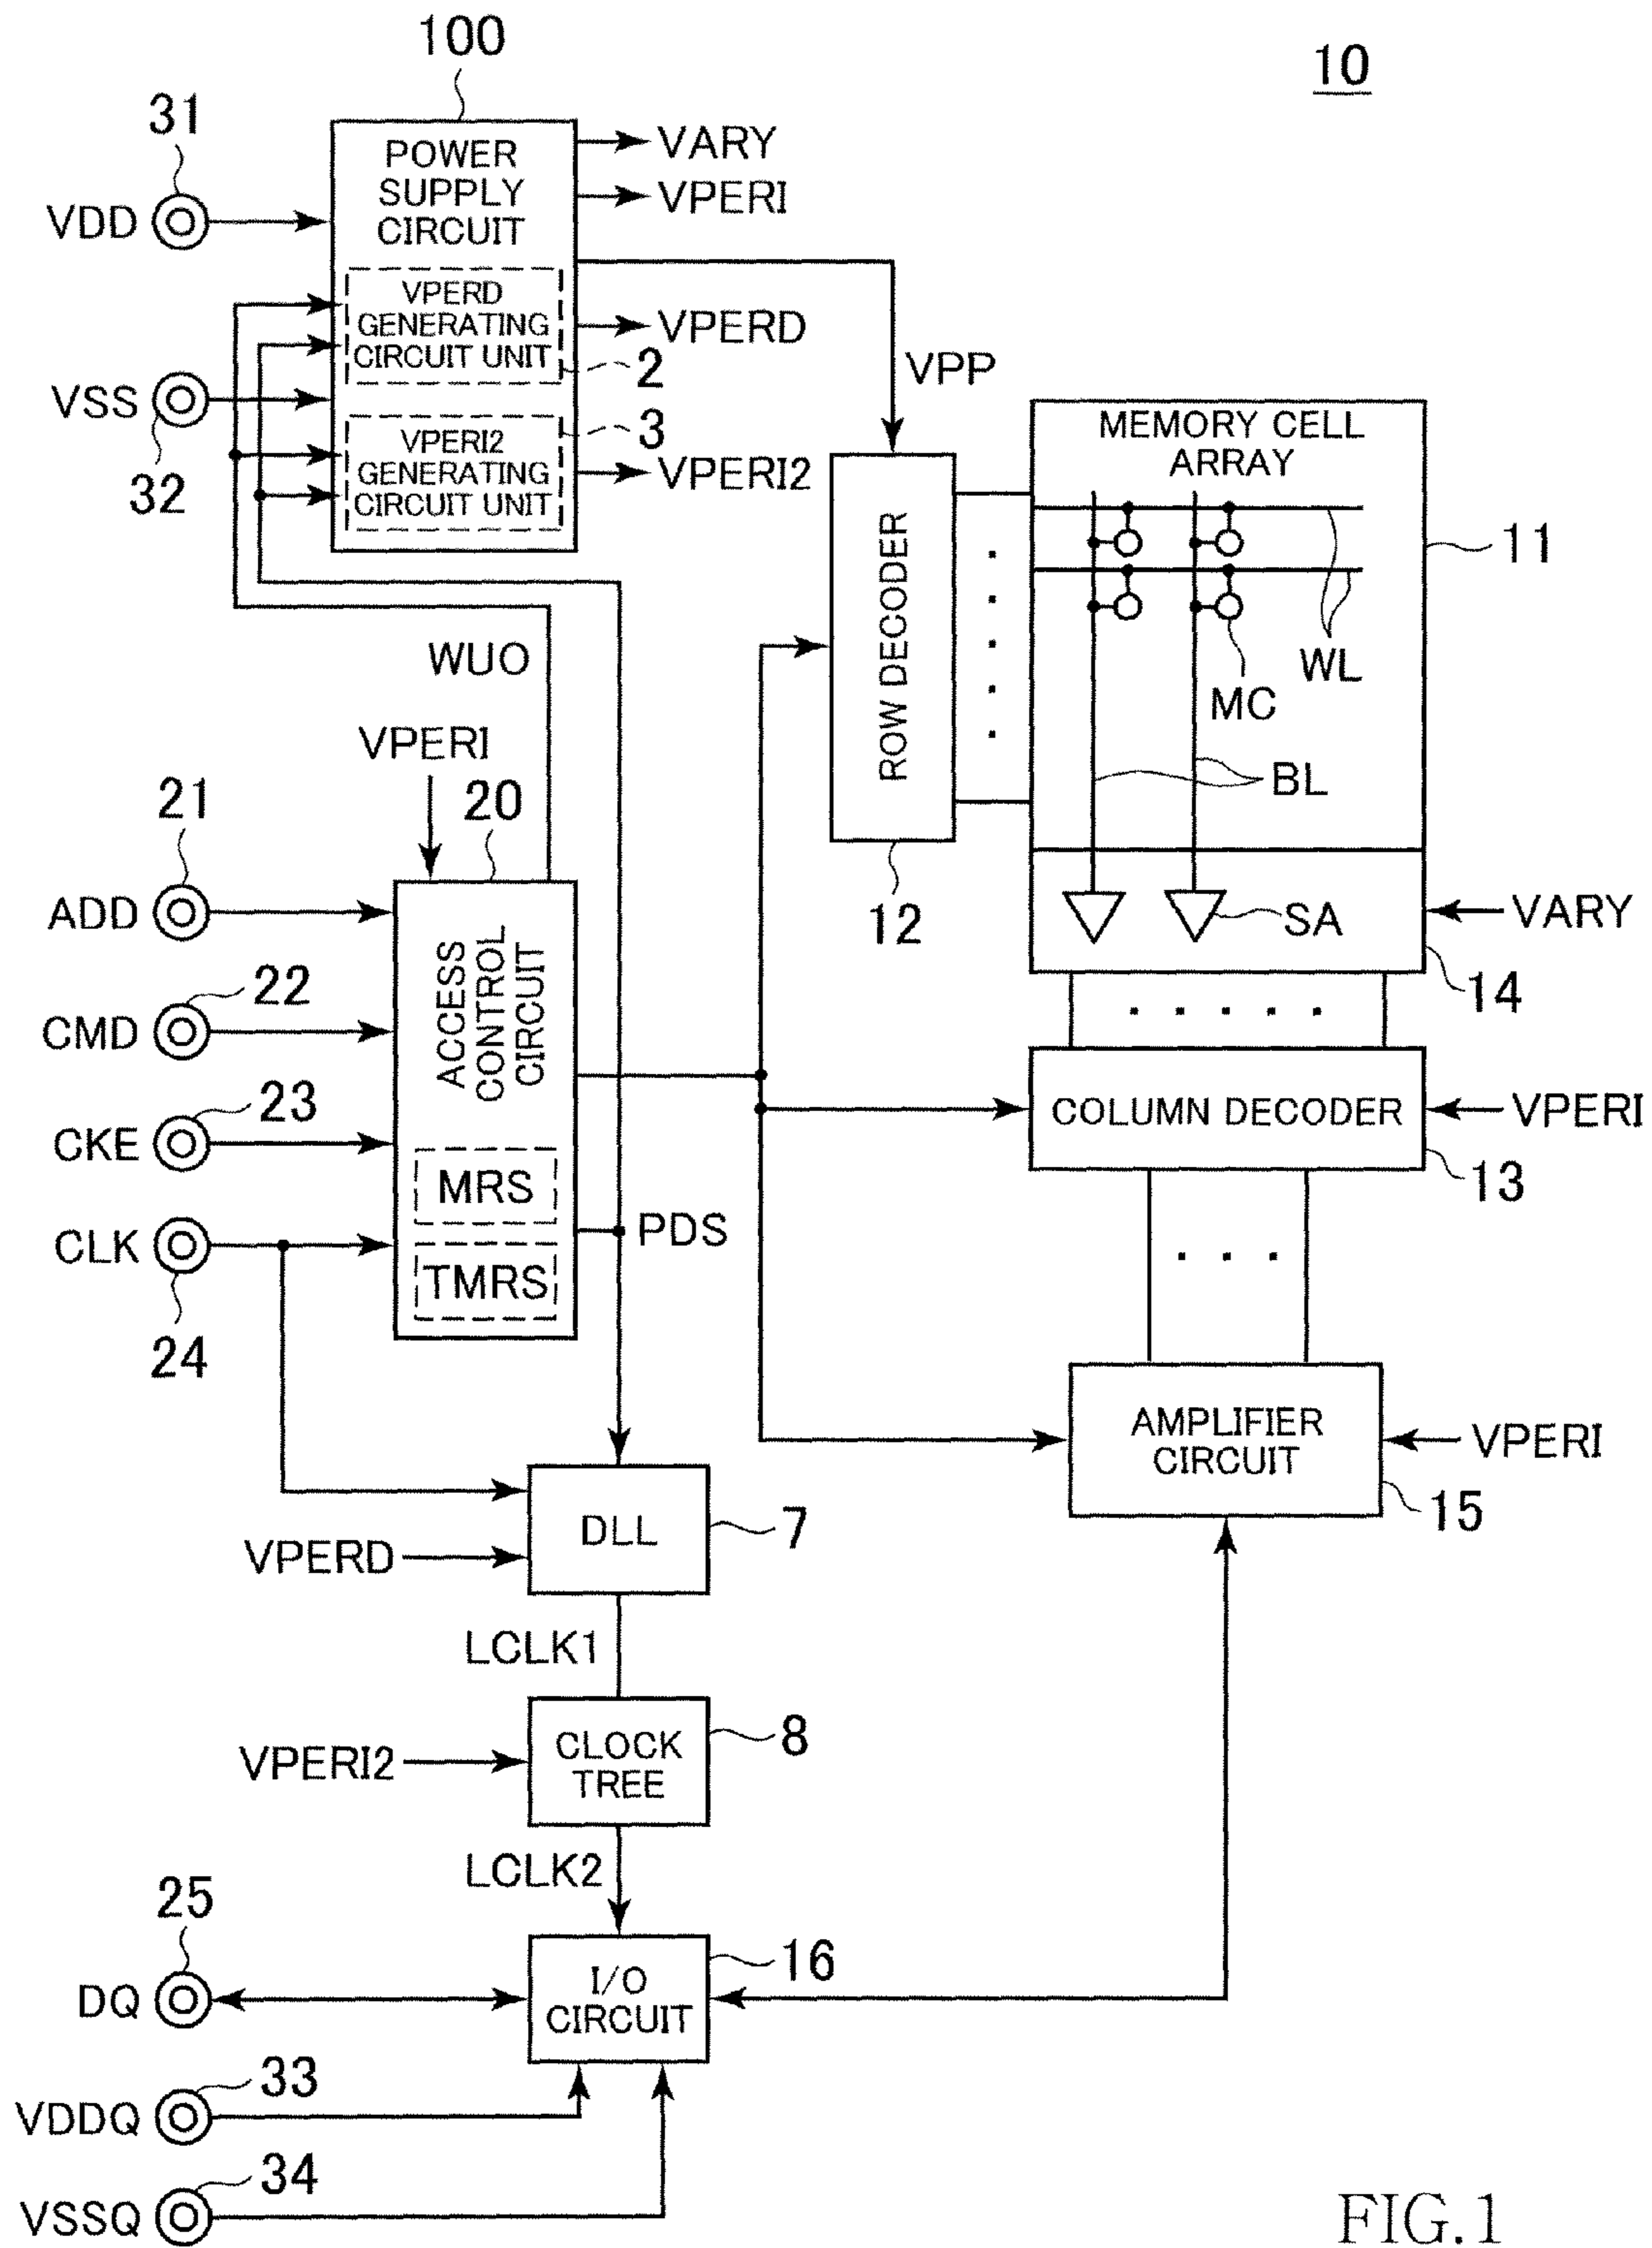 100
10
31
VDD
POWER
SUPPLY
CIRCUIT
VARY
VPERI
VPERD
GENERATING
CIRCUIT UNIT
2
VPERD
VPP
VSS
32
VPERI2
GENERATING
CIRCUIT UNIT
3
VPERI2
MEMORY CELL
ARRAY
11
ROW DECODER
12
WL
MC
BL
SA
VARY
14
WUO
VPERI
20
21
ADD
22
CMD
23
CKE
CLK
24
ACCESS
CONTROL
CIRCUIT
MRS
TMRS
PDS
COLUMN DECODER
VPERI
13
AMPLIFIER
CIRCUIT
VPERI
15
DLL
7
VPERD
LCLK1
CLOCK
TREE
8
VPERI2
LCLK2
25
DQ
I/O
CIRCUIT
16
33
VDDQ
34
VSSQ
FIG.1